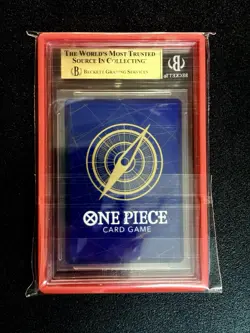 THE WORLD'S MOST TRUSTED
SOURCE IN COLLECTING
BECKETT GRADING SERVICES
ONE PIECE
CARD GAME